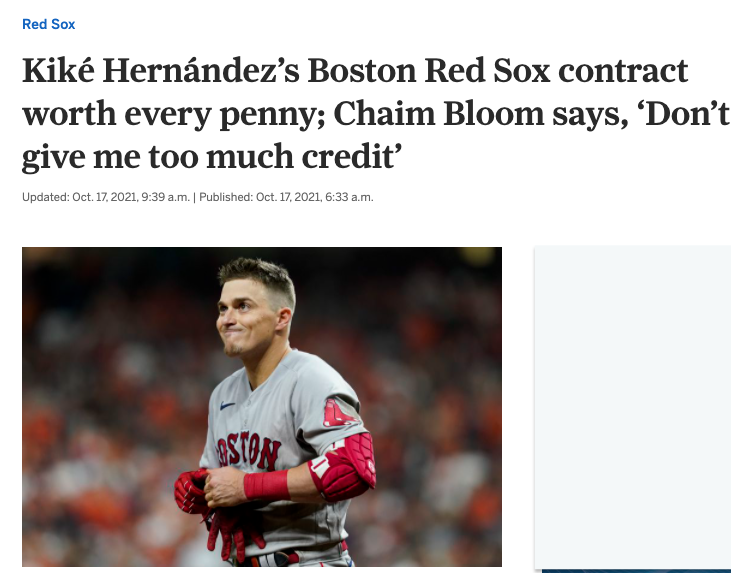 Red Sox
Kiké Hernández’s Boston Red Sox contract
worth every penny; Chaim Bloom says, ‘Don’t
give me too much credit’
Updated: Oct. 17, 2021, 9:39 a.m. | Published: Oct. 17, 2021, 6:33 a.m.
BOSTON